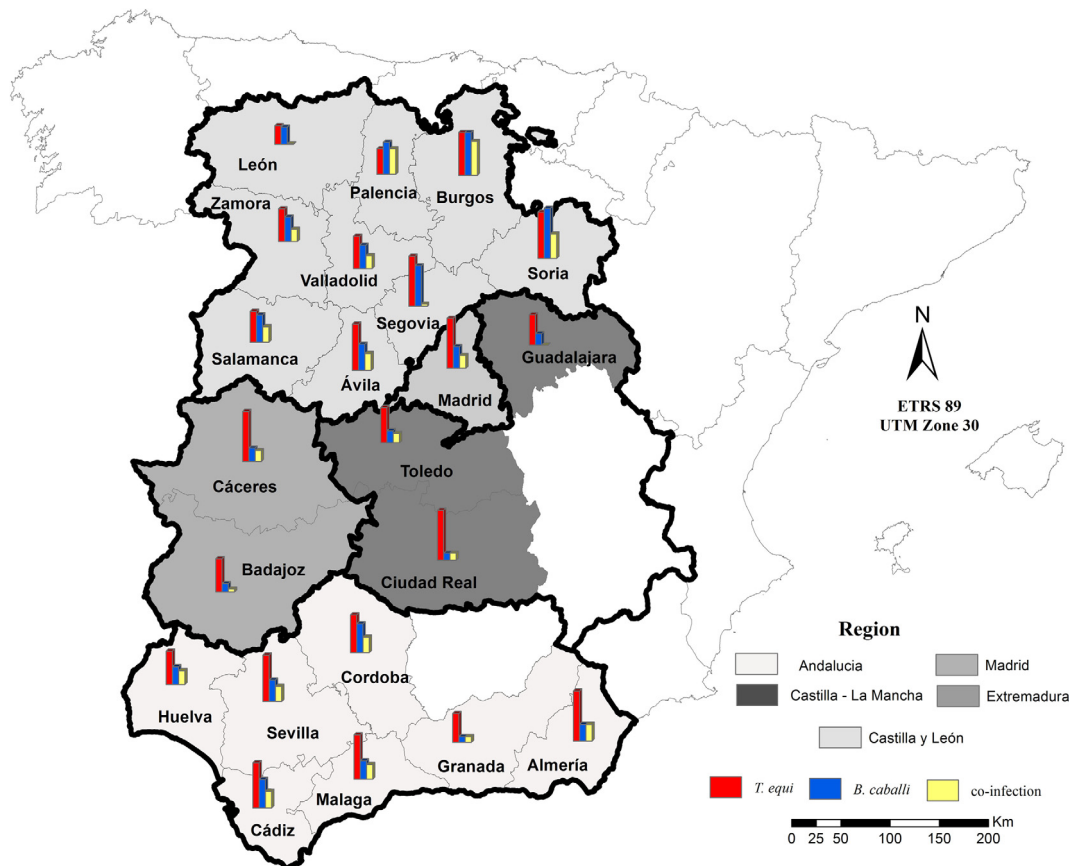 León
Palencia
Burgos
Zamora
Valladolid
Soria
Segovia
Salamanca
Ávila
Madrid
Guadalajara
N
ETRS 89
UTM Zone 30
Toledo
Cáceres
Badajoz
Ciudad Real
Cordoba
Huelva
Sevilla
Granada
Almería
Malaga
Cádiz
Region
Andalucia
Madrid
Castilla - La Mancha
Extremadura
Castilla y León
T. equi
B. caballi
co-infection
Km
0 25 50 100 150 200